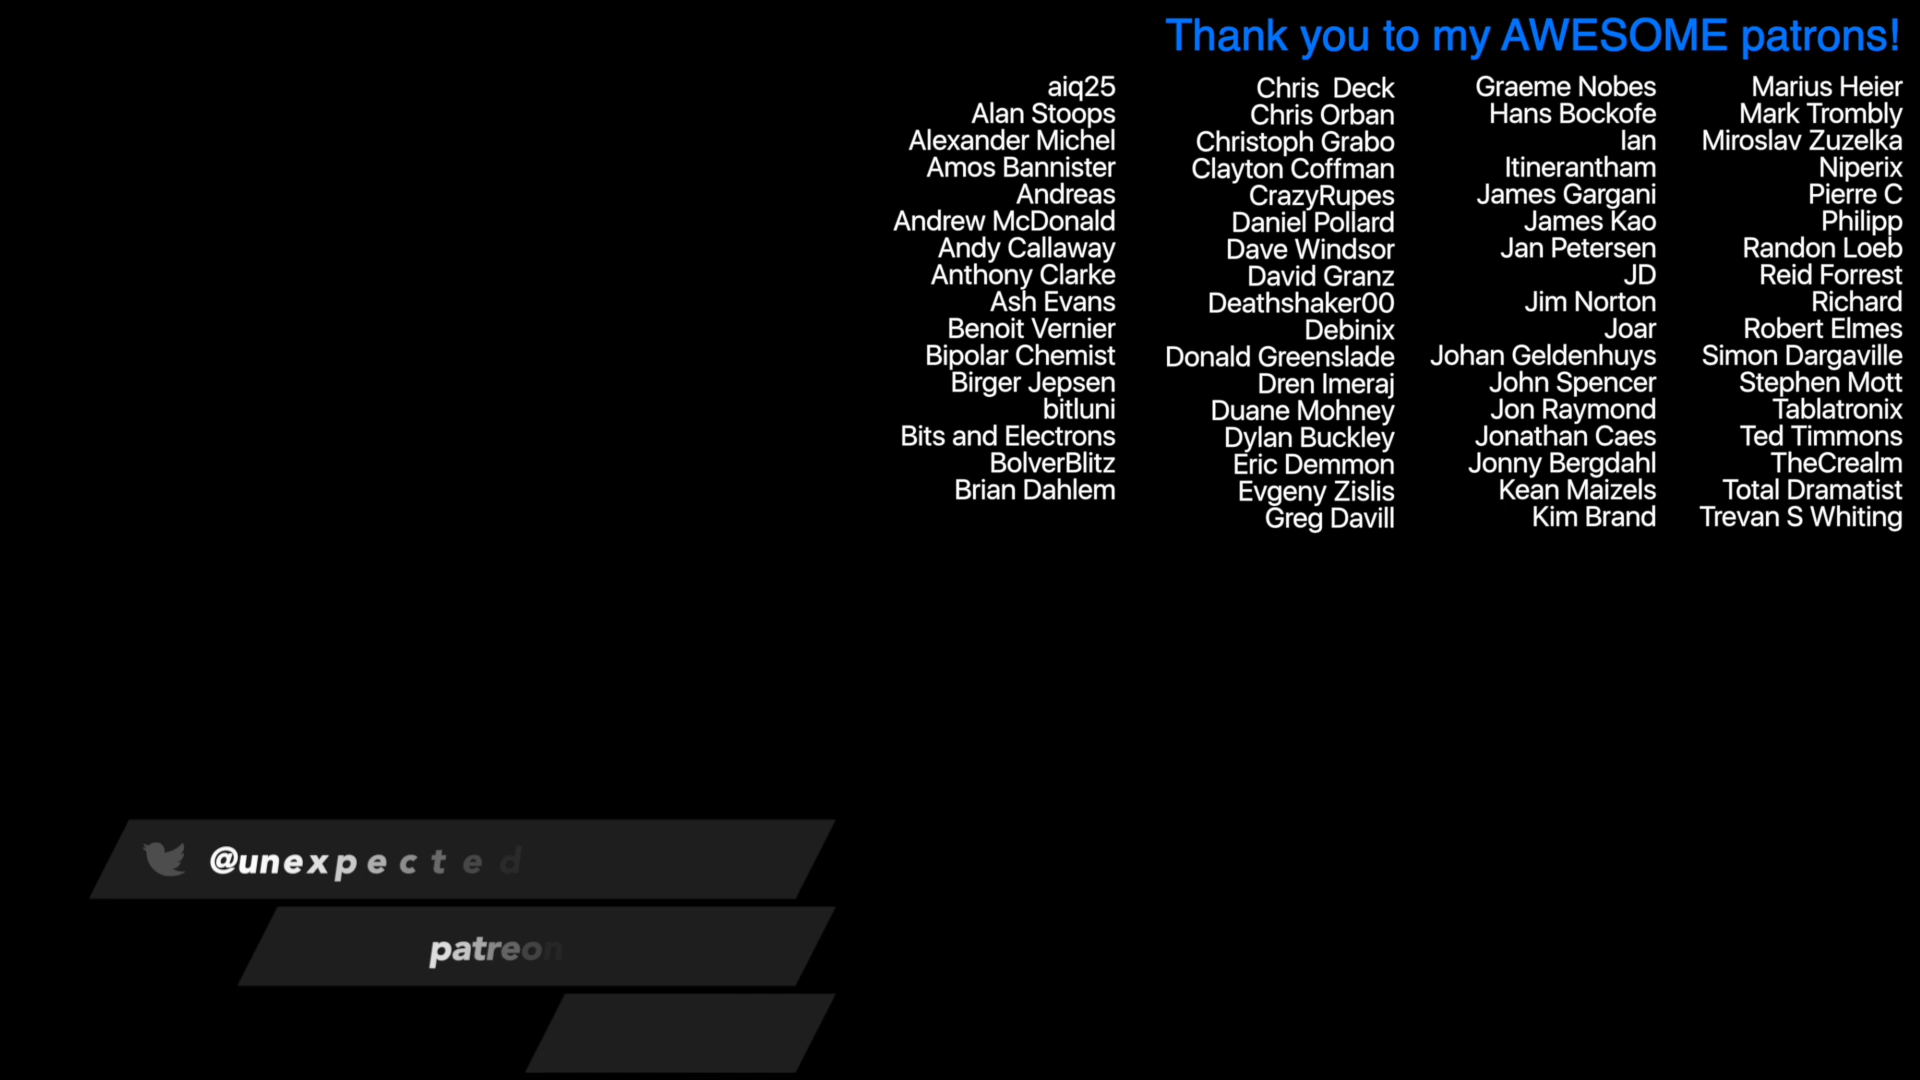 Thank you to my AWESOME patrons!
aiq25
Alan Stoops
Alexander Michel
Amos Bannister
Andreas
Andrew McDonald
Andy Callaway
Anthony Clarke
Ash Evans
Benoit Vernier
Bipolar Chemist
Birger Jepsen
bitluni
Bits and Electrons
BolverBlitz
Brian Dahlem
Chris  Deck
Chris Orban
Christoph Grabo
Clayton Coffman
CrazyRupes
Daniel Pollard
Dave Windsor
David Granz
Deathshaker00
Debinix
Donald Greenslade
Dren Imeraj
Duane Mohney
Dylan Buckley
Eric Demmon
Evgeny Zislis
Greg Davill
Graeme Nobes
Hans Bockofe
Ian
Itinerantham
James Gargani
James Kao
Jan Petersen
JD
Jim Norton
Joar
Johan Geldenhuys
John Spencer
Jon Raymond
Jonathan Caes
Jonny Bergdahl
Kean Maizels
Kim Brand
Marius Heier
Mark Trombly
Miroslav Zuzelka
Niperix
Pierre C
Philipp
Randon Loeb
Reid Forrest
Richard
Robert Elmes
Simon Dargaville
Stephen Mott
Tablatronix
Ted Timmons
TheCrealm
Total Dramatist
Trevan S Whiting
@unexpected
patreon